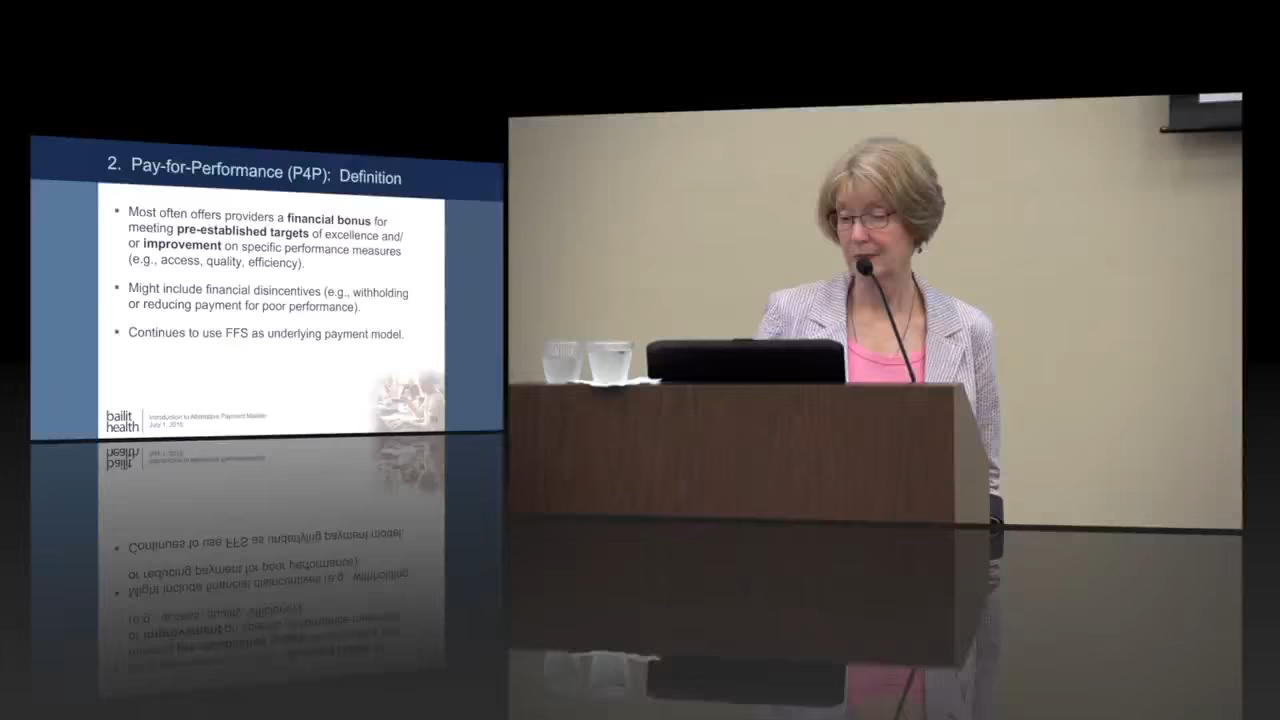 2. Pay-for-Performance (P4P): Definition
▪ Most often offers providers a financial bonus for
meeting pre-established targets of excellence and/
or improvement on specific performance measures
(e.g., access, quality, efficiency).
▪ Might include financial disincentives (e.g., withholding
or reducing payment for poor performance).
▪ Continues to use FFS as underlying payment model.
bailit
health
Introduction to Alternative Payment Models
July 1, 2016